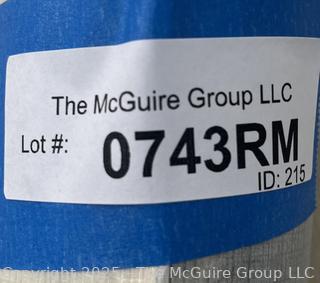 The McGuire Group LLC
Lot #: 0743RM
ID: 215
Copyright 2025 The McGuire Group LLC